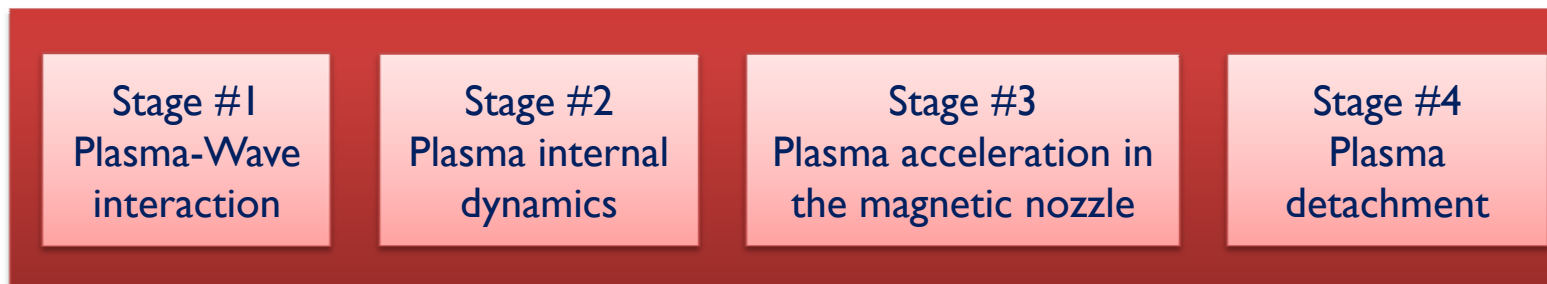 Stage #1
Plasma-Wave
interaction
Stage #2
Plasma internal
dynamics
Stage #3
Plasma acceleration in
the magnetic nozzle
Stage #4
Plasma
detachment